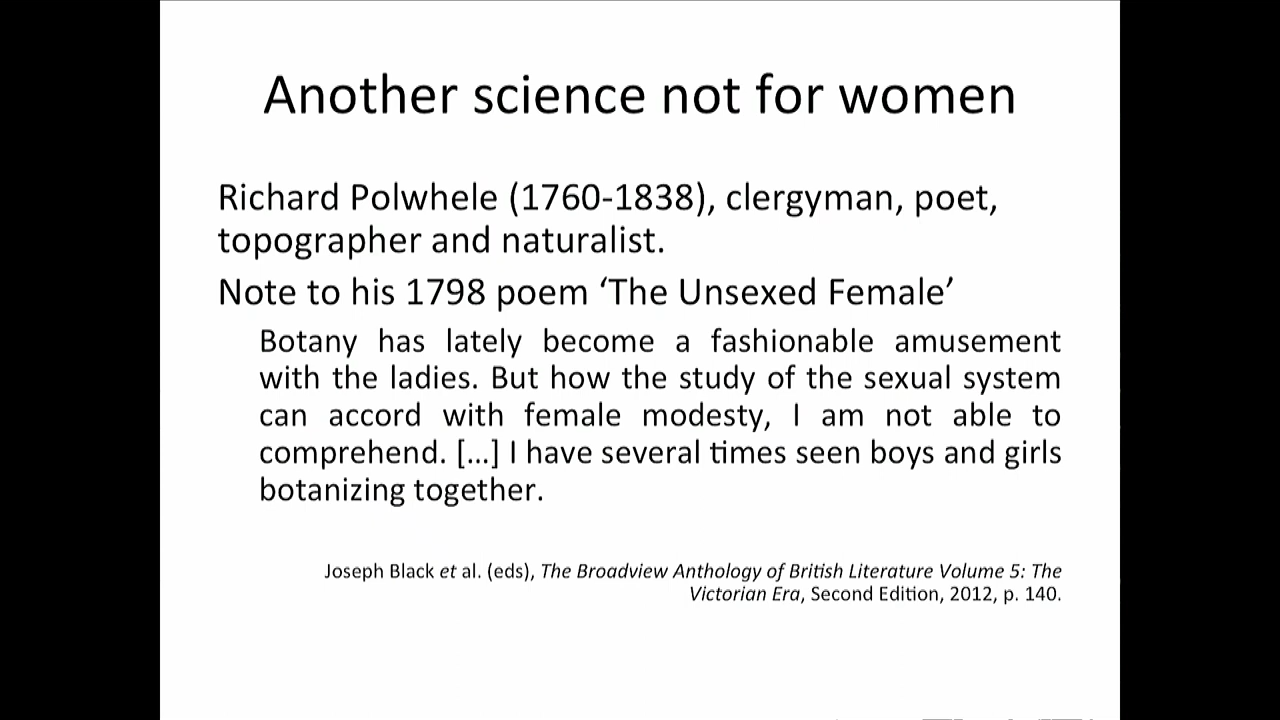 Another science not for women
Richard Polwhele (1760-1838), clergyman, poet,
topographer and naturalist.
Note to his 1798 poem ‘The Unsexed Female’
Botany has lately become a fashionable amusement
with the ladies. But how the study of the sexual system
can accord with female modesty, I am not able to
comprehend. […] I have several times seen boys and girls
botanizing together.
Joseph Black et al. (eds), The Broadview Anthology of British Literature Volume 5: The
Victorian Era, Second Edition, 2012, p. 140.